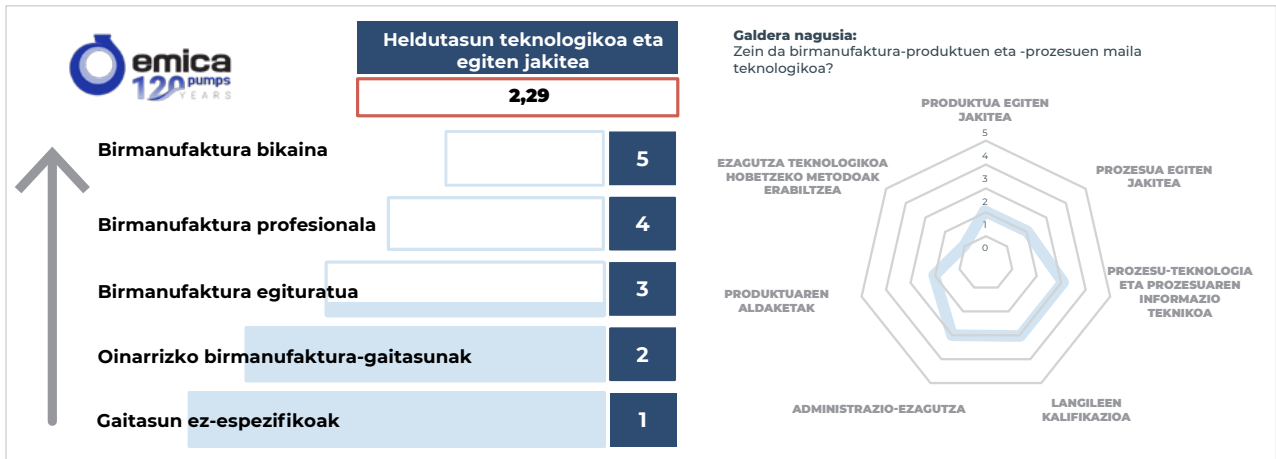 emica
pumps
120
YEARS
Heldutasun teknologikoa eta
egiten jakitea
2,29
Birmanufaktura bikaina
5
Birmanufaktura profesionala
4
Birmanufaktura egituratua
3
Oinarrizko birmanufaktura-gaitasunak
2
Gaitasun ez-espezifikoak
1
Galdera nagusia:
Zein da birmanufaktura-produktuen eta -prozesuen maila
teknologikoa?
PRODUKTUA EGITEN
JAKITEA
5
4
3
2
1
0
PROZESUA EGITEN
JAKITEA
PROZESU-TEKNOLOGIA
ETA PROZESUAREN
INFORMAZIO
TEKNIKOA
LANGILEEN
KALIFIKAZIOA
ADMINISTRAZIO-EZAGUTZA
PRODUKTUAREN
ALDAKETAK
EZAGUTZA TEKNOLOGIKOA
HOBETZEKO METODOAK
ERABILTZEA